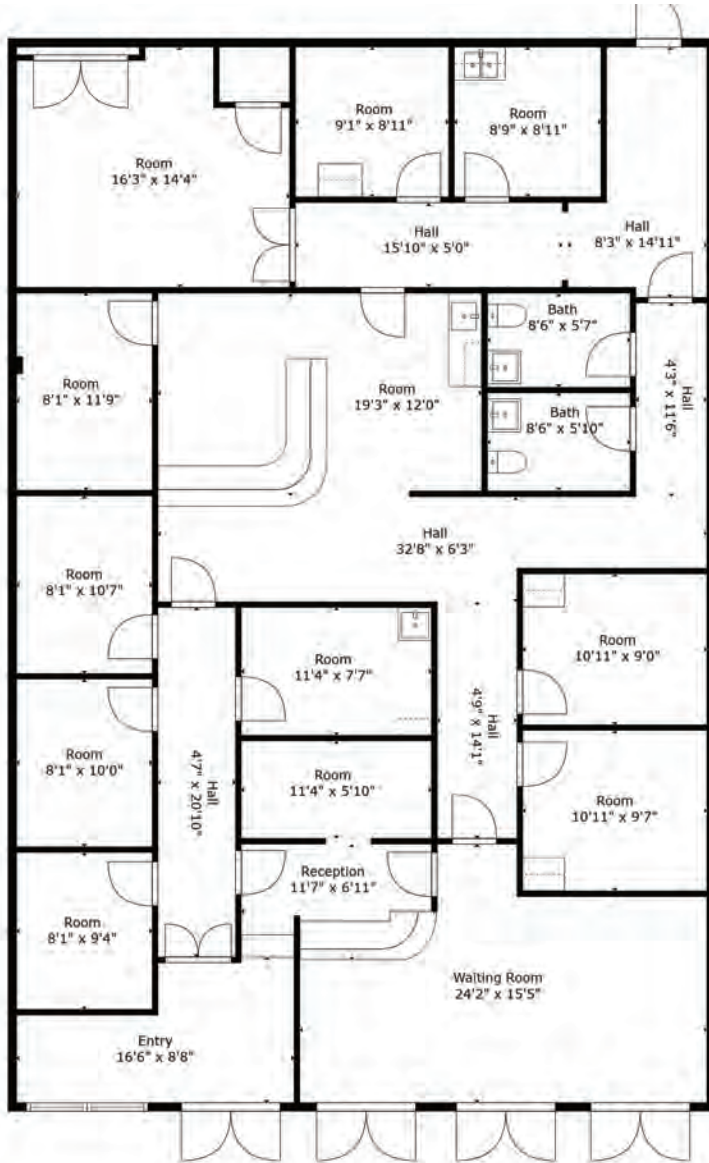 Room
9'1" x 8'11"
Room
8'9" x 8'11"
Room
16'3" x 14'4"
Hall
15'10" x 5'0"
Hall
8'3" x 14'11"
Bath
8'6" x 5'7"
Room
8'1" x 11'9"
Room
19'3" x 12'0"
Hall
4'3" x 11'6"
Bath
8'6" x 5'10"
Hall
32'8" x 6'3"
Room
8'1" x 10'7"
Room
11'4" x 7'7"
Room
10'11" x 9'0"
Hall
4'9" x 14'1"
Room
8'1" x 10'0"
Hall
4'7" x 20'10"
Room
11'4" x 5'10"
Room
10'11" x 9'7"
Reception
11'7" x 6'11"
Room
8'1" x 9'4"
Waiting Room
24'2" x 15'5"
Entry
16'6" x 8'8"